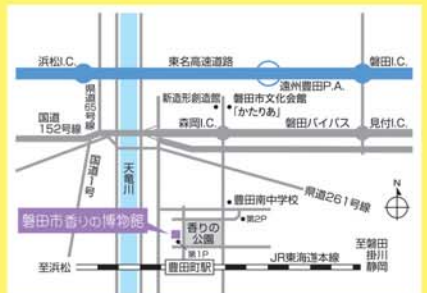 浜松I.C.
東名高速道路
磐田I.C.
遠州豊田P.A.
県道65号線
新造形創造館
磐田市文化会館
「かたりあ」
国道
152号線
森岡I.C.
磐田バイパス
見付I.C.
国道1号
天竜川
県道261号線
N
豊田南中学校
第2P
磐田市香りの博物館
香りの
公園
第1P
JR東海道本線
至磐田
掛川
静岡
至浜松
豊田町駅